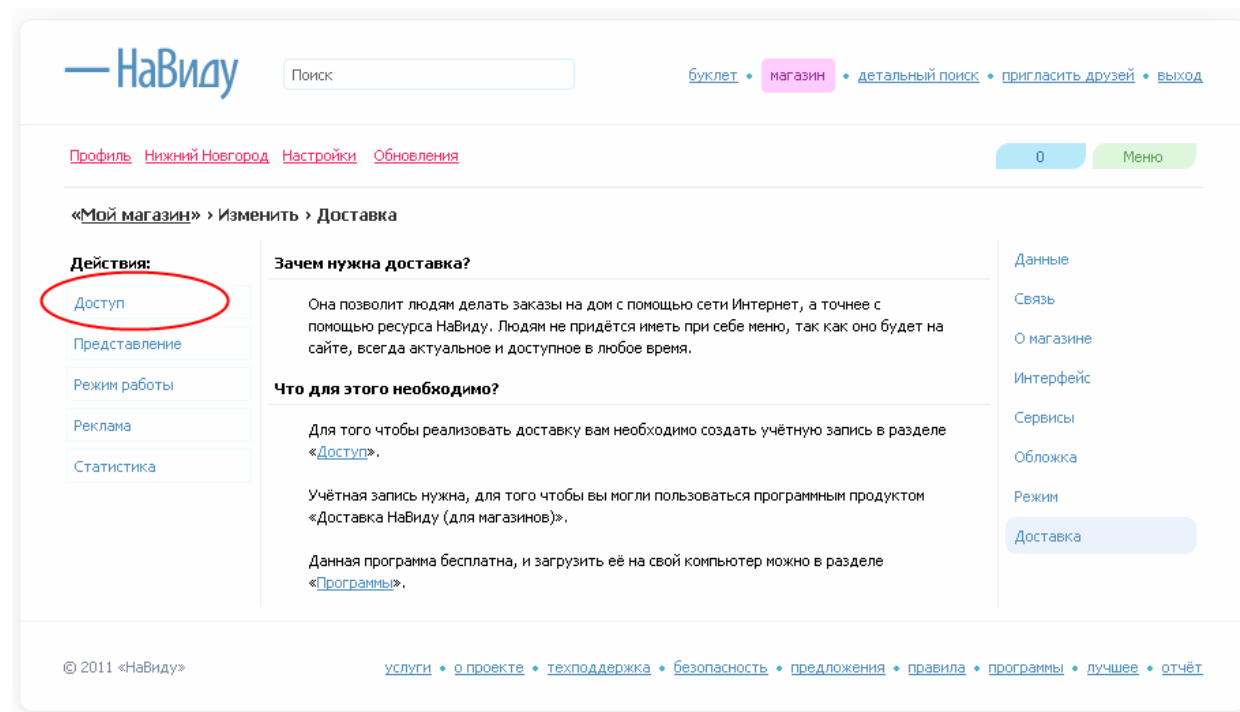 — НаВиду
Поиск
буклет • магазин • детальный поиск • пригласить друзей • выход
Профиль Нижний Новгород Настройки Обновления
0 Меню
«Мой магазин» › Изменить › Доставка
Действия:
Доступ
Представление
Режим работы
Реклама
Статистика
Зачем нужна доставка?
Она позволит людям делать заказы на дом с помощью сети Интернет, а точнее с
помощью ресурса НаВиду. Людям не придётся иметь при себе меню, так как оно будет на
сайте, всегда актуальное и доступное в любое время.
Что для этого необходимо?
Для того чтобы реализовать доставку вам необходимо создать учётную запись в разделе
«Доступ».
Учётная запись нужна, для того чтобы вы могли пользоваться программным продуктом
«Доставка НаВиду (для магазинов)».
Данная программа бесплатна, и загрузить её на свой компьютер можно в разделе
«Программы».
Данные
Связь
О магазине
Интерфейс
Сервисы
Обложка
Режим
Доставка
© 2011 «НаВиду»
услуги • о проекте • техподдержка • безопасность • предложения • правила • программы • лучшее • отчёт